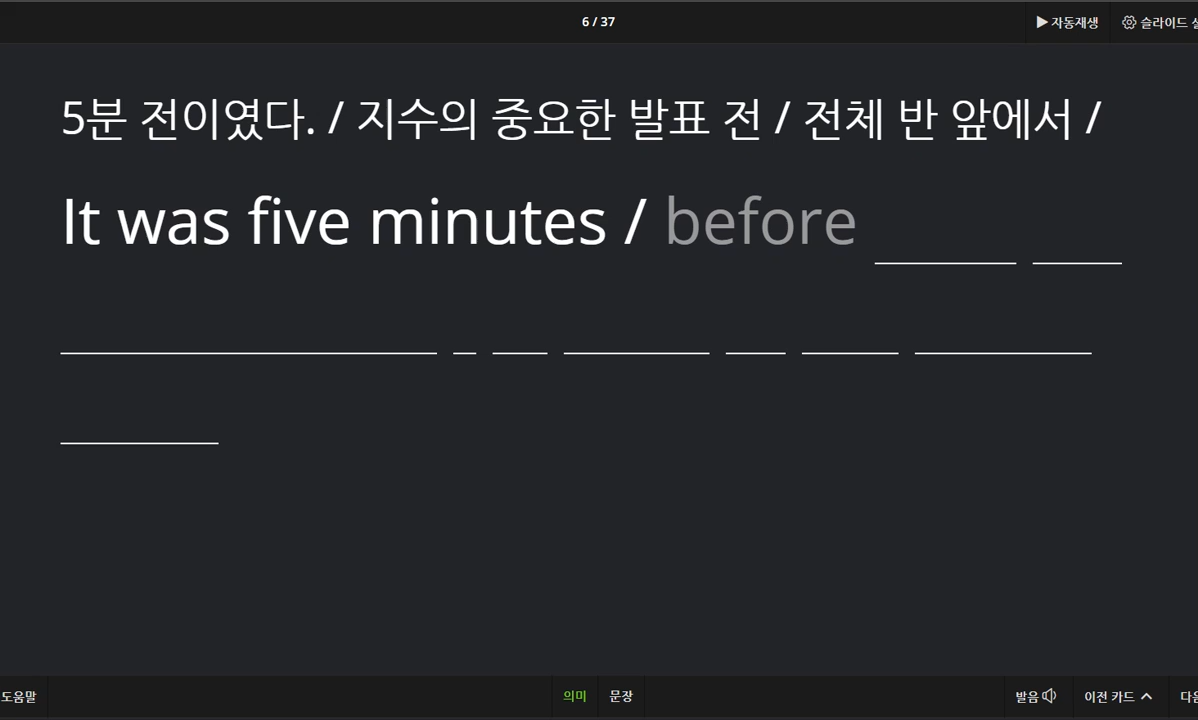 6 / 37
▶ 자동재생
슬라이드
5분 전이였다. / 지수의 중요한 발표 전 / 전체 반 앞에서 /
It was five minutes / before
도움말
의미
문장
발음
이전 카드